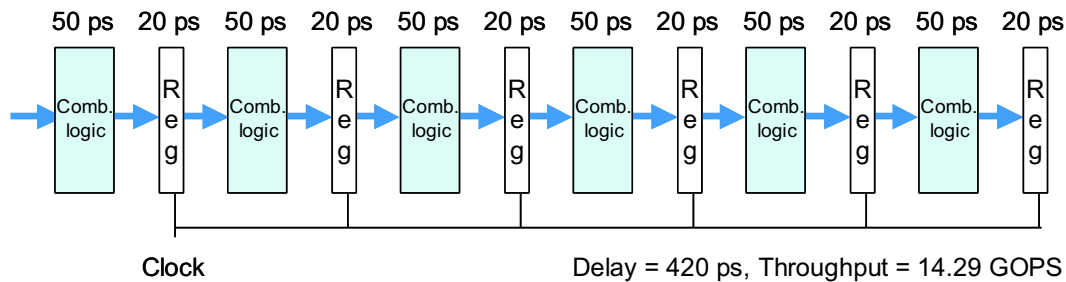 50 ps 20 ps 50 ps 20 ps 50 ps 20 ps 50 ps 20 ps 50 ps 20 ps 50 ps 20 ps
Comb.
logic
R
e
g
Comb.
logic
R
e
g
Comb.
logic
R
e
g
Comb.
logic
R
e
g
Comb.
logic
R
e
g
Comb.
logic
R
e
g
Clock
Delay = 420 ps, Throughput = 14.29 GOPS